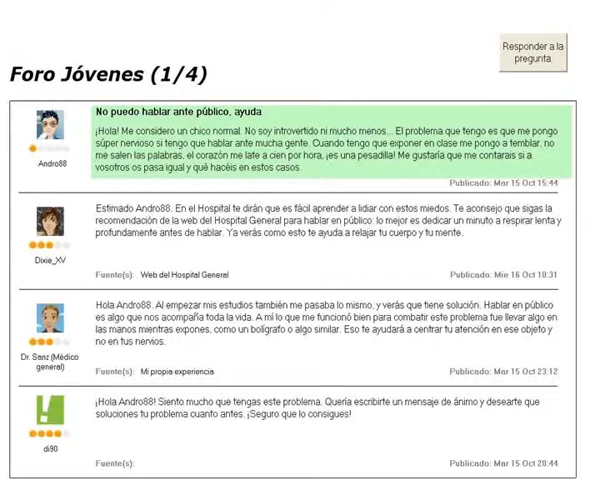 Responder a la
pregunta
Foro Jóvenes (1/4)
No puedo hablar ante público, ayuda
¡Hola! Me considero un chico normal. No soy introvertido ni mucho menos... El problema que tengo es que me pongo
súper nervioso si tengo que hablar ante mucha gente. Cuando tengo que exponer en clase me pongo a temblar, no
me salen las palabras, el corazón me late a cien por hora, ¡es una pesadilla! Me gustaría que me contarais si a
vosotros os pasa igual y qué hacéis en estos casos.
Andro88
Publicado: Mar 15 Oct 15:44
Estimado Andro88. En el Hospital te dirán que es fácil aprender a lidiar con estos miedos. Te aconsejo que sigas la
recomendación de la web del Hospital General para hablar en público: lo mejor es dedicar un minuto a respirar lenta y
profundamente antes de hablar. Ya verás como esto te ayuda a relajar tu cuerpo y tu mente.
Dixie_XV
Fuente(s): Web del Hospital General
Publicado: Mie 16 Oct 10:31
Hola Andro88. Al empezar mis estudios también me pasaba lo mismo, y verás que tiene solución. Hablar en público
es algo que nos acompaña toda la vida. A mí lo que me funcionó bien para combatir este problema fue llevar algo en
las manos mientras expones, como un bolígrafo o algo similar. Eso te ayudará a centrar tu atención en ese objeto y
no en tus nervios.
Dr. Sanz (Médico
general)
Fuente(s): Mi propia experiencia
Publicado: Mar 15 Oct 23:12
¡Hola Andro88! Siento mucho que tengas este problema. Quería escribirte un mensaje de ánimo y desearte que
soluciones tu problema cuanto antes. ¡Seguro que lo consigues!
di90
Fuente(s):
Publicado: Mar 15 Oct 20:44